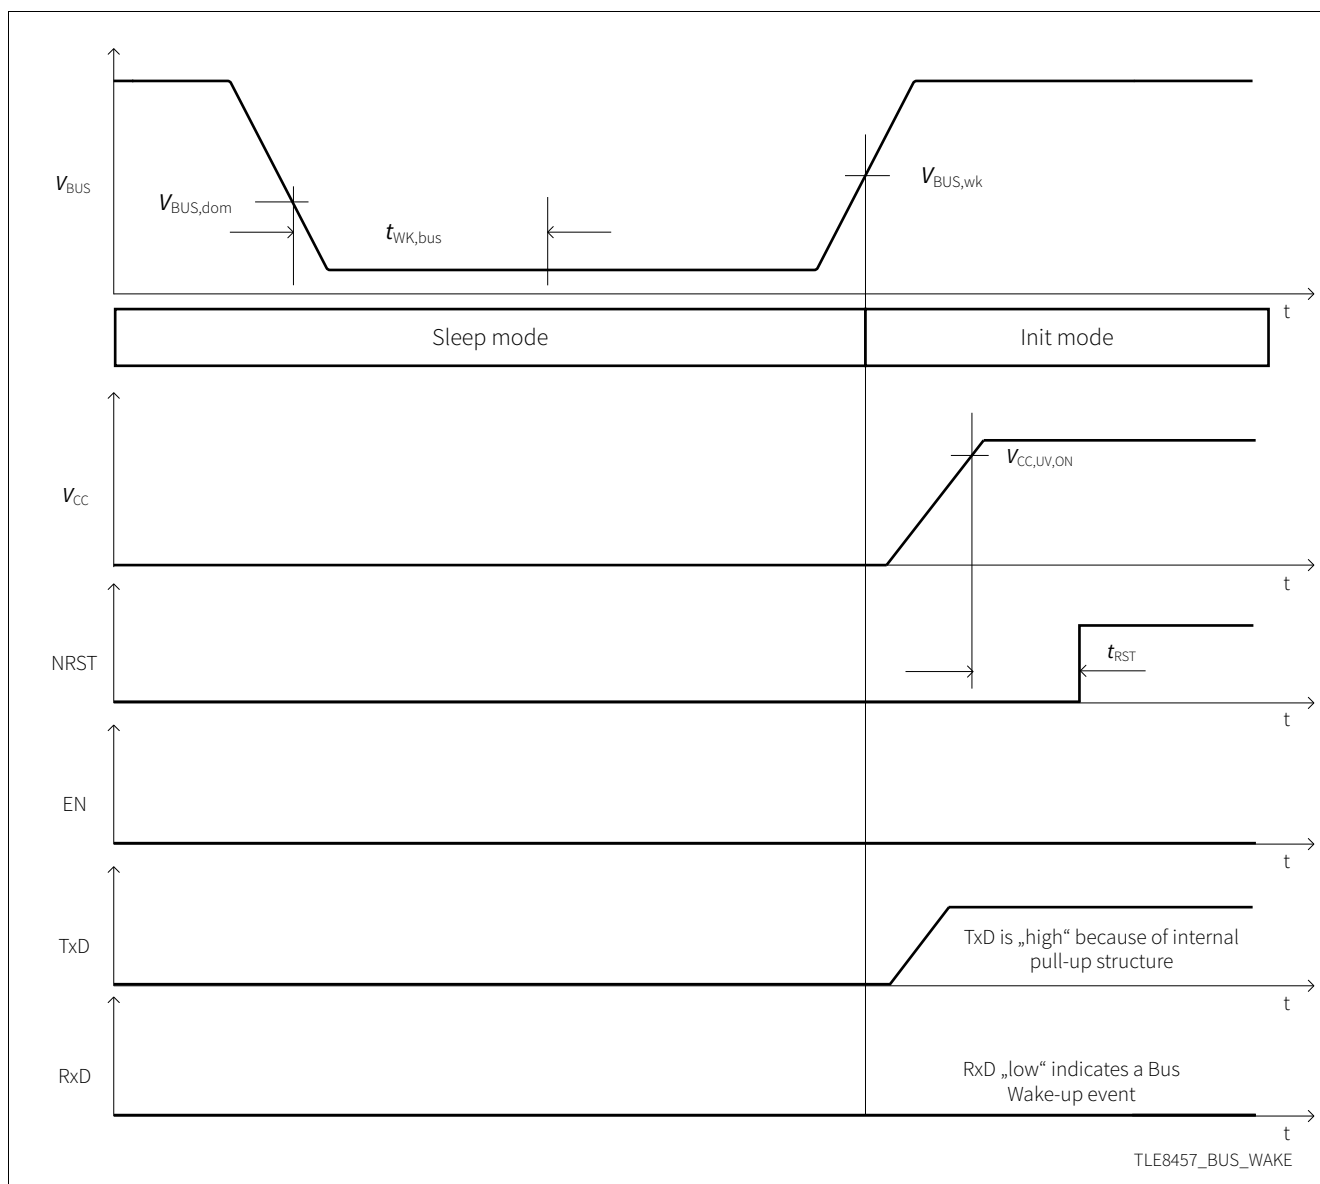 V_BUS
V_BUS,dom
t_WK,bus
V_BUS,wk
t
Sleep mode
Init mode
V_CC
V_CC,UV,ON
t
NRST
t_RST
t
EN
t
TxD
TxD is „high“ because of internal
pull-up structure
t
RxD
RxD „low“ indicates a Bus
Wake-up event
t
TLE8457_BUS_WAKE